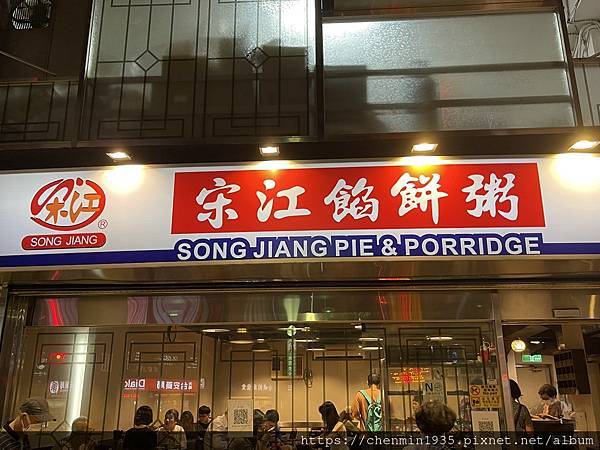 宋江
®
SONG JIANG
宋江餡餅粥
SONG JIANG PIE & PORRIDGE
https://chenmin1935.pixnet.net/album